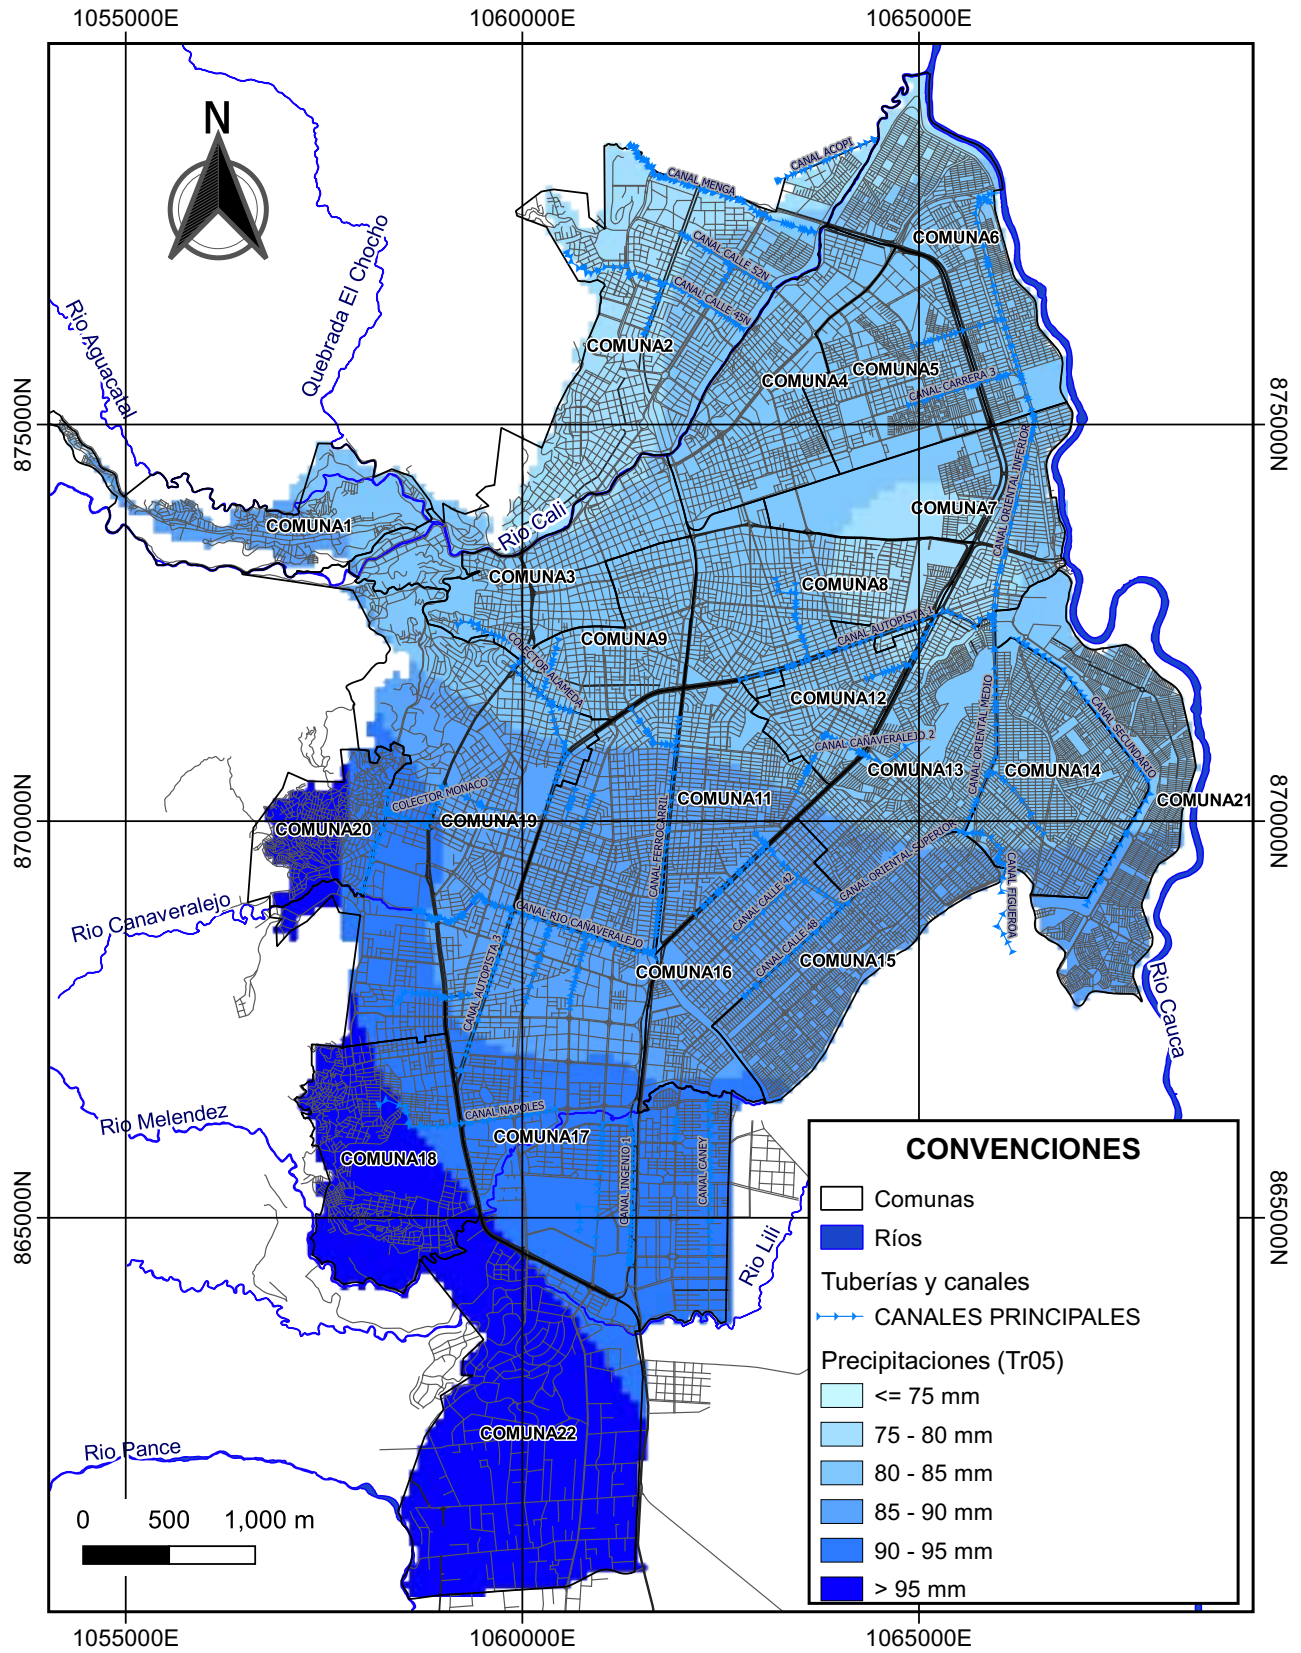 1055000E 1060000E 1065000E
N
CANAL ACOPI
CANAL MENGA
COMUNA6
CANAL CALLE 52N
Quebrada El Chocho
CANAL CALLE 45N
Rio Aguacatal
COMUNA2
COMUNA5
COMUNA4
CANAL CARRERA 3
875000N 875000N
CANAL ORIENTAL INFERIOR
COMUNA7
COMUNA1
Rio Cali
COMUNA3
COMUNA8
CANAL AUTOPISTA 1
COMUNA9
COLECTOR ALAMEDA
COMUNA12
CANAL ORIENTAL MEDIO
CANAL SECUNDARIO
CANAL CAÑAVERALEJO 2
COMUNA13
COMUNA14
COLECTOR MONACO
COMUNA11
COMUNA21
870000N 870000N
COMUNA20
COMUNA19
CANAL FERROCARRIL
CANAL ORIENTAL SUPERIOR
CANAL CALLE 42
CANAL FIGUEROA
Rio Canaveralejo
CANAL RIO CAÑAVERALEJO
CANAL CALLE 48
COMUNA15
COMUNA16
CANAL AUTOPISTA 3
Rio Cauca
Rio Melendez
CANAL NAPOLES
COMUNA17
COMUNA18
CANAL INGENIO 1
CANAL CANEY
865000N 865000N
Rio Lili
COMUNA22
Rio Pance
0 500 1,000 m
CONVENCIONES
Comunas
Ríos
Tuberías y canales
CANALES PRINCIPALES
Precipitaciones (Tr05)
<= 75 mm
75 - 80 mm
80 - 85 mm
85 - 90 mm
90 - 95 mm
> 95 mm
1055000E 1060000E 1065000E